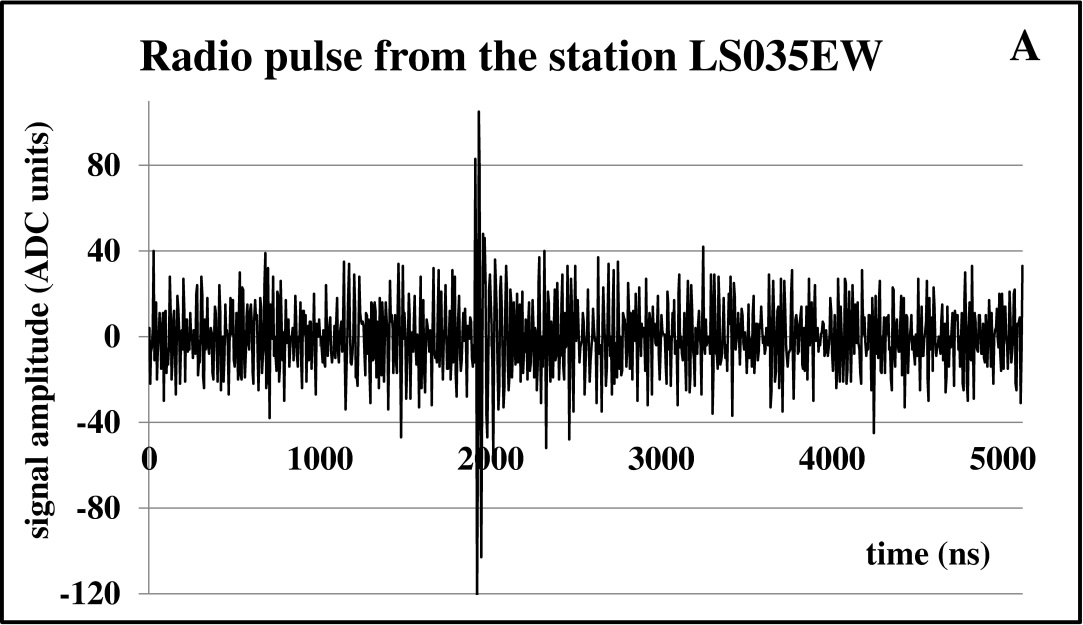 Radio pulse from the station LS035EW
A
signal amplitude (ADC units)
80
40
0
-40
-80
-120
0 1000 2000 3000 4000 5000
time (ns)